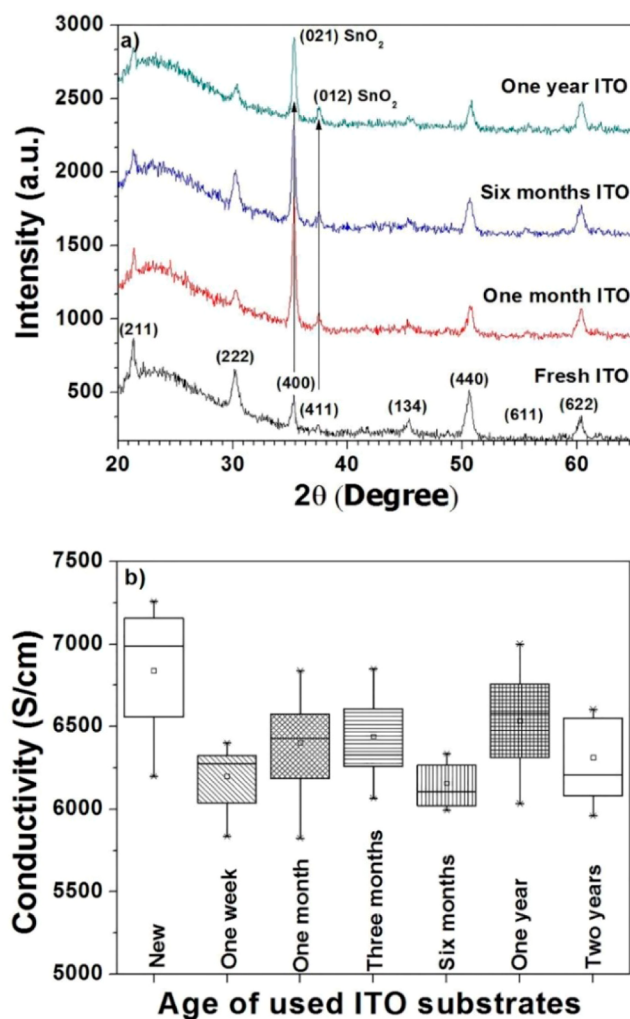 3000
a)
(021) SnO2
2500
(012) SnO2
One year ITO
2000
Six months ITO
1500
One month ITO
1000
(211)
(222)
(400)
(440)
500
(411)
(134)
(611)
(622)
Fresh ITO
Intensity (a.u.)
20 30 40 50 60
2θ (Degree)
7500
b)
7000
6500
6000
5500
5000
Conductivity (S/cm)
New
One week
One month
Three months
Six months
One year
Two years
Age of used ITO substrates